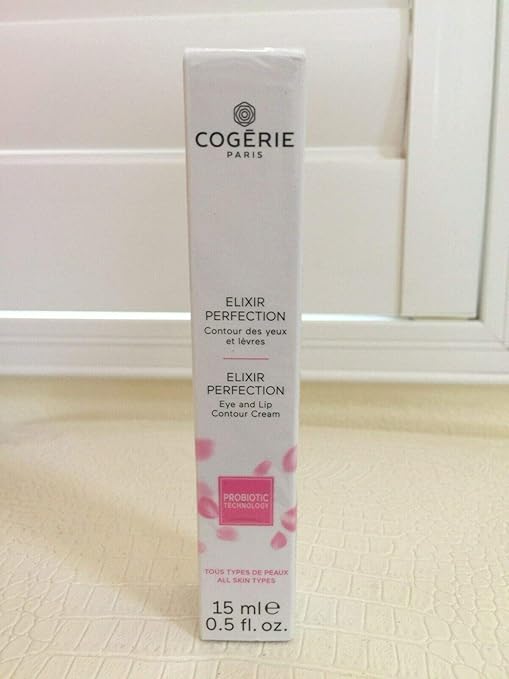 COGĒRIE
PARIS
ELIXIR
PERFECTION
Contour des yeux
et lèvres
ELIXIR
PERFECTION
Eye and Lip
Contour Cream
PROBIOTIC
TECHNOLOGY
TOUS TYPES DE PEAUX
ALL SKIN TYPES
15 ml e
0.5 fl. oz.